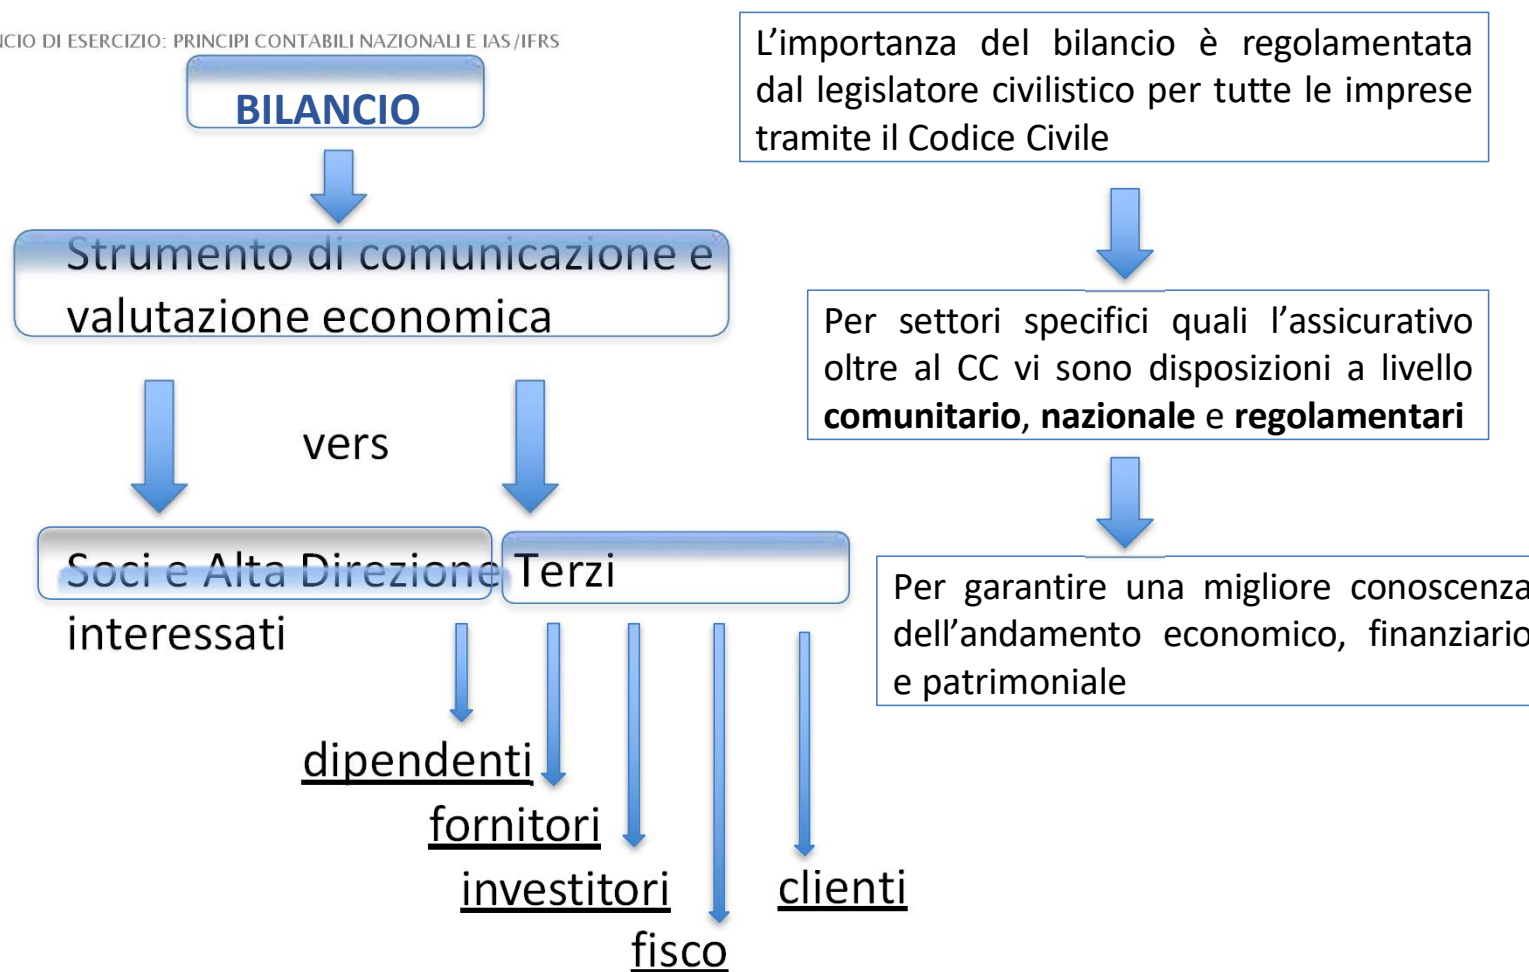 NCIO DI ESERCIZIO: PRINCIPI CONTABILI NAZIONALI E IAS/IFRS
BILANCIO
Strumento di comunicazione e
valutazione economica
vers
Soci e Alta Direzione Terzi
interessati
dipendenti
fornitori
investitori
clienti
fisco
L’importanza del bilancio è regolamentata
dal legislatore civilistico per tutte le imprese
tramite il Codice Civile
Per settori specifici quali l’assicurativo
oltre al CC vi sono disposizioni a livello
comunitario, nazionale e regolamentari
Per garantire una migliore conoscenza
dell’andamento economico, finanziario
e patrimoniale